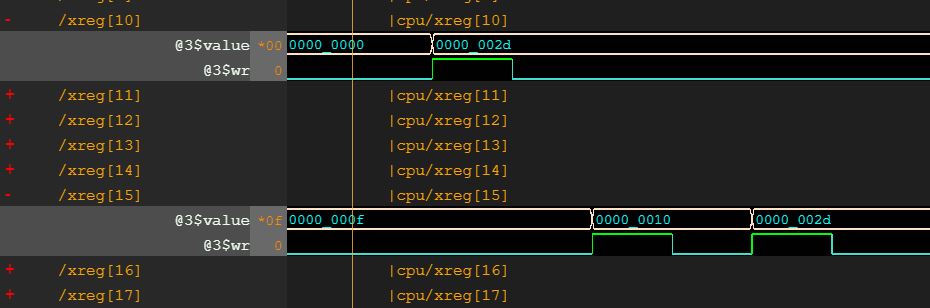 - /xreg[10] |cpu/xreg[10]
@3$value *00 0000_0000 0000_002d
@3$wr 0
+ /xreg[11] |cpu/xreg[11]
+ /xreg[12] |cpu/xreg[12]
+ /xreg[13] |cpu/xreg[13]
+ /xreg[14] |cpu/xreg[14]
- /xreg[15] |cpu/xreg[15]
@3$value *0f 0000_000f 0000_0010 0000_002d
@3$wr 0
+ /xreg[16] |cpu/xreg[16]
+ /xreg[17] |cpu/xreg[17]